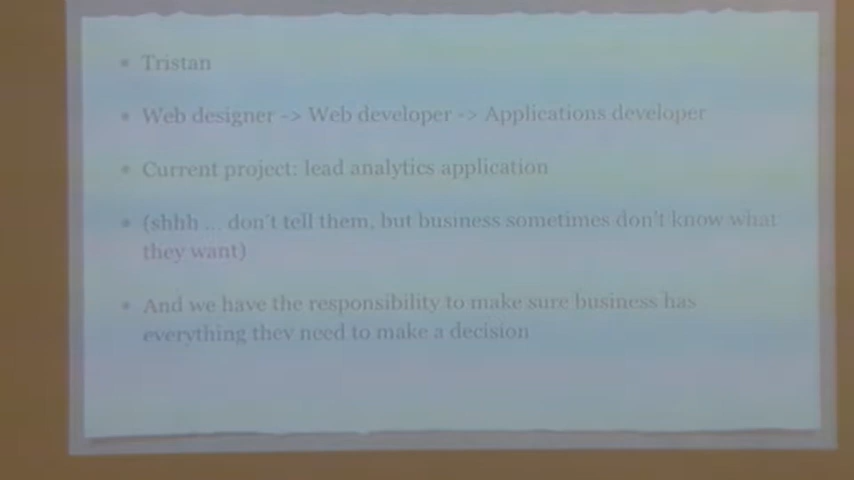 • Tristan
• Web designer -> Web developer -> Applications developer
• Current project: lead analytics application
• (shhh ... don't tell them, but business sometimes don't know what
they want)
• And we have the responsibility to make sure business has
everything they need to make a decision